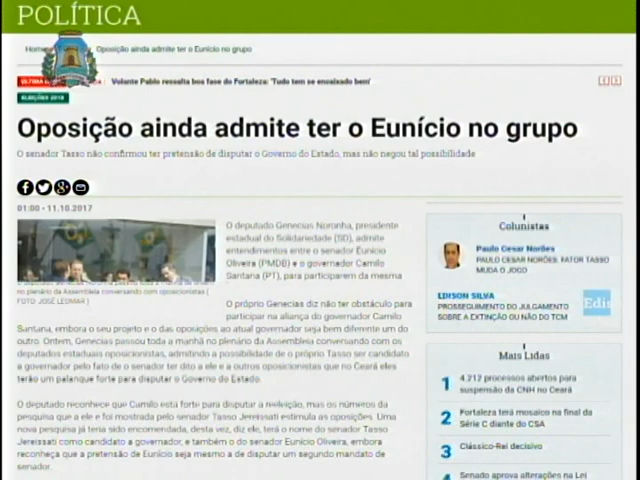 POLÍTICA
Home
Oposição ainda admite ter o Eunício no grupo
Volante Pablo ressalta boa fase do Fortaleza: 'Tudo tem se encaixado bem'
ELEIÇÕES 2018
Oposição ainda admite ter o Eunício no grupo
O senador Tasso não confirmou ter pretensão de disputar o Governo do Estado, mas não negou tal possibilidade
01:00 - 11.10.2017
O deputado Genecias Noronha, presidente
estadual do Solidariedade (SD), admite
entendimentos entre o senador Eunício
Oliveira (PMDB) e o governador Camilo
Santana (PT), para participarem da mesma
no plenário da Assembleia conversando com oposicionistas (
FOTO JOSÉ LEOMAR )
O próprio Genecias diz não ter obstáculo para
participar na aliança do governador Camilo
Santana, embora o seu projeto e o das oposições ao atual governador seja bem diferente um do
outro. Ontem, Genecias passou toda a manhã no plenário da Assembleia conversando com os
deputados estaduais oposicionistas, admitindo a possibilidade de o próprio Tasso ser candidato
a governador pelo fato de o senador ter dito a ele e a outros oposicionistas que no Ceará eles
terão um palanque forte para disputar o Governo do Estado.
O deputado reconhece que Camilo está forte para disputar a reeleição, mas os números da
pesquisa que a ele e foi mostrada pelo senador Tasso Jereissati estimula as oposições. Uma
nova pesquisa já teria sido encomendada, desta vez, diz ele, terá o nome do senador Tasso
Jereissati como candidato a governador, e também o do senador Eunício Oliveira, embora
reconheça que a pretensão de Eunício seja mesmo a de disputar um segundo mandato de
senador.
Colunistas
Paulo Cesar Norões
PAULO CESAR NORÕES: FATOR TASSO
MUDA O JOGO
EDISON SILVA
PROSSEGUIMENTO DO JULGAMENTO
SOBRE A EXTINÇÃO OU NÃO DO TCM
Edis
Mais Lidas
1 4.212 processos abertos para
suspensão da CNH no Ceará
2 Fortaleza terá mosaico na final da
Série C diante do CSA
3 Clássico-Rei decisivo
4 Senado aprova alterações na Lei